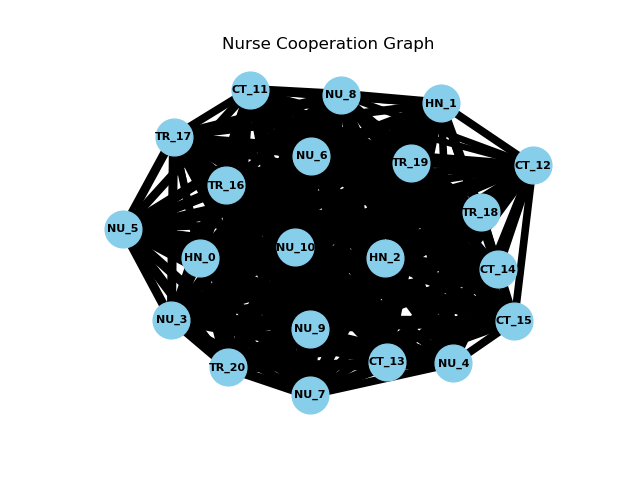 Nurse Cooperation Graph
CT_11
NU_8
HN_1
TR_17
NU_6
TR_19
CT_12
TR_16
TR_18
NU_5
HN_0
NU_10
HN_2
CT_14
NU_3
NU_9
CT_15
TR_20
CT_13
NU_4
NU_7